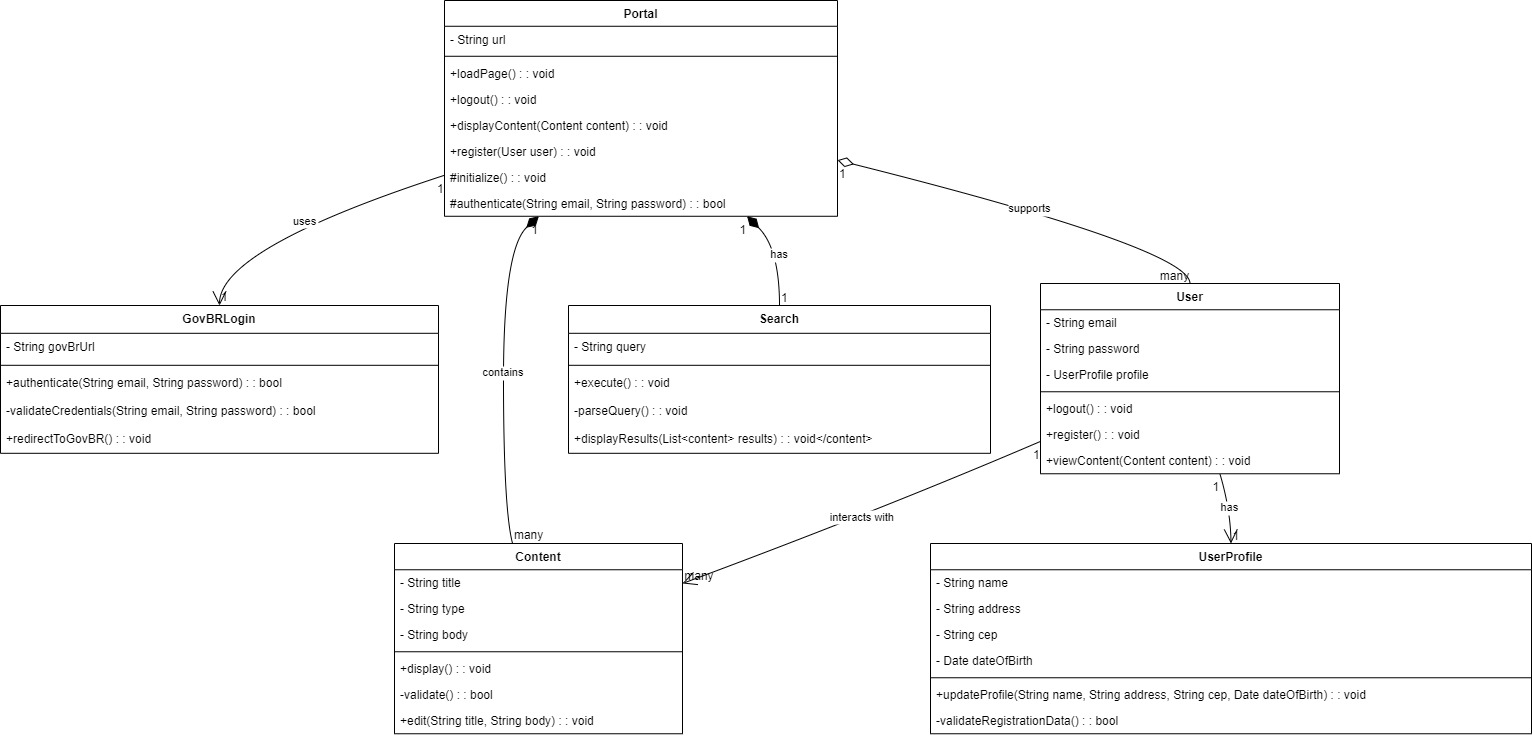 Portal
- String url
+loadPage() : : void
+logout() : : void
+displayContent(Content content) : : void
+register(User user) : : void
#initialize() : : void
#authenticate(String email, String password) : : bool
1
1
1
1
uses
has
supports
many
1
1
GovBRLogin
- String govBrUrl
+authenticate(String email, String password) : : bool
-validateCredentials(String email, String password) : : bool
+redirectToGovBR() : : void
Search
- String query
+execute() : : void
-parseQuery() : : void
+displayResults(List<content> results) : : void</content>
User
- String email
- String password
- UserProfile profile
+logout() : : void
+register() : : void
+viewContent(Content content) : : void
contains
1
interacts with
many
many
1
has
1
Content
- String title
- String type
- String body
+display() : : void
-validate() : : bool
+edit(String title, String body) : : void
UserProfile
- String name
- String address
- String cep
- Date dateOfBirth
+updateProfile(String name, String address, String cep, Date dateOfBirth) : : void
-validateRegistrationData() : : bool